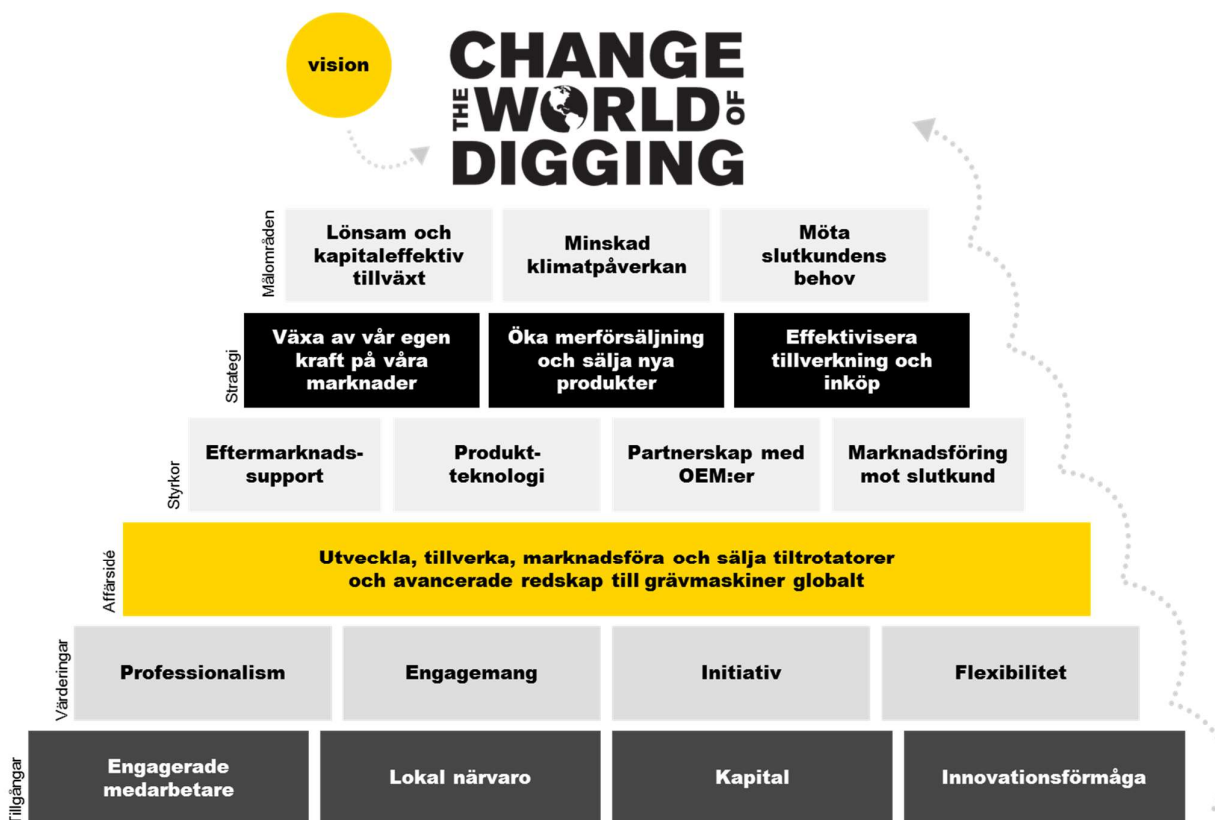 vision
CHANGE
THE WORLD OF
DIGGING
Målområden
Lönsam och
kapitaleffektiv
tillväxt
Minskad
klimatpåverkan
Möta
slutkundens
behov
Strategi
Växa av vår egen
kraft på våra
marknader
Öka merförsäljning
och sälja nya
produkter
Effektivisera
tillverkning och
inköp
Styrkor
Eftermarknads-
support
Produkt-
teknologi
Partnerskap med
OEM:er
Marknadsföring
mot slutkund
Affärsidé
Utveckla, tillverka, marknadsföra och sälja tiltrotatorer
och avancerade redskap till grävmaskiner globalt
Värderingar
Professionalism
Engagemang
Initiativ
Flexibilitet
Tillgångar
Engagerade
medarbetare
Lokal närvaro
Kapital
Innovationsförmåga